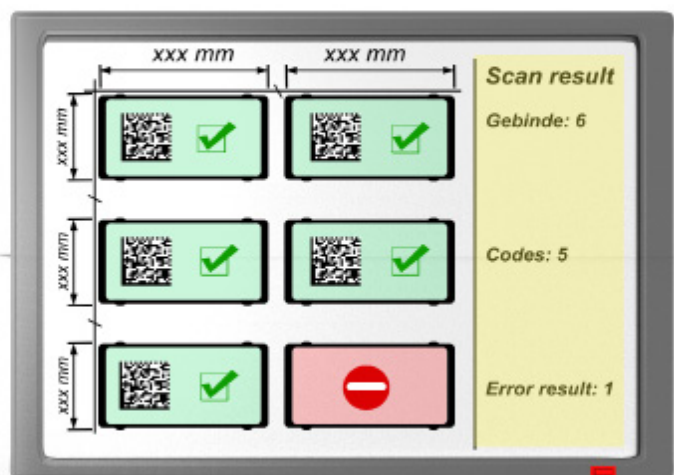 xxx mm xxx mm
Scan result
xxx mm
Gebinde: 6
xxx mm
Codes: 5
xxx mm
Error result: 1